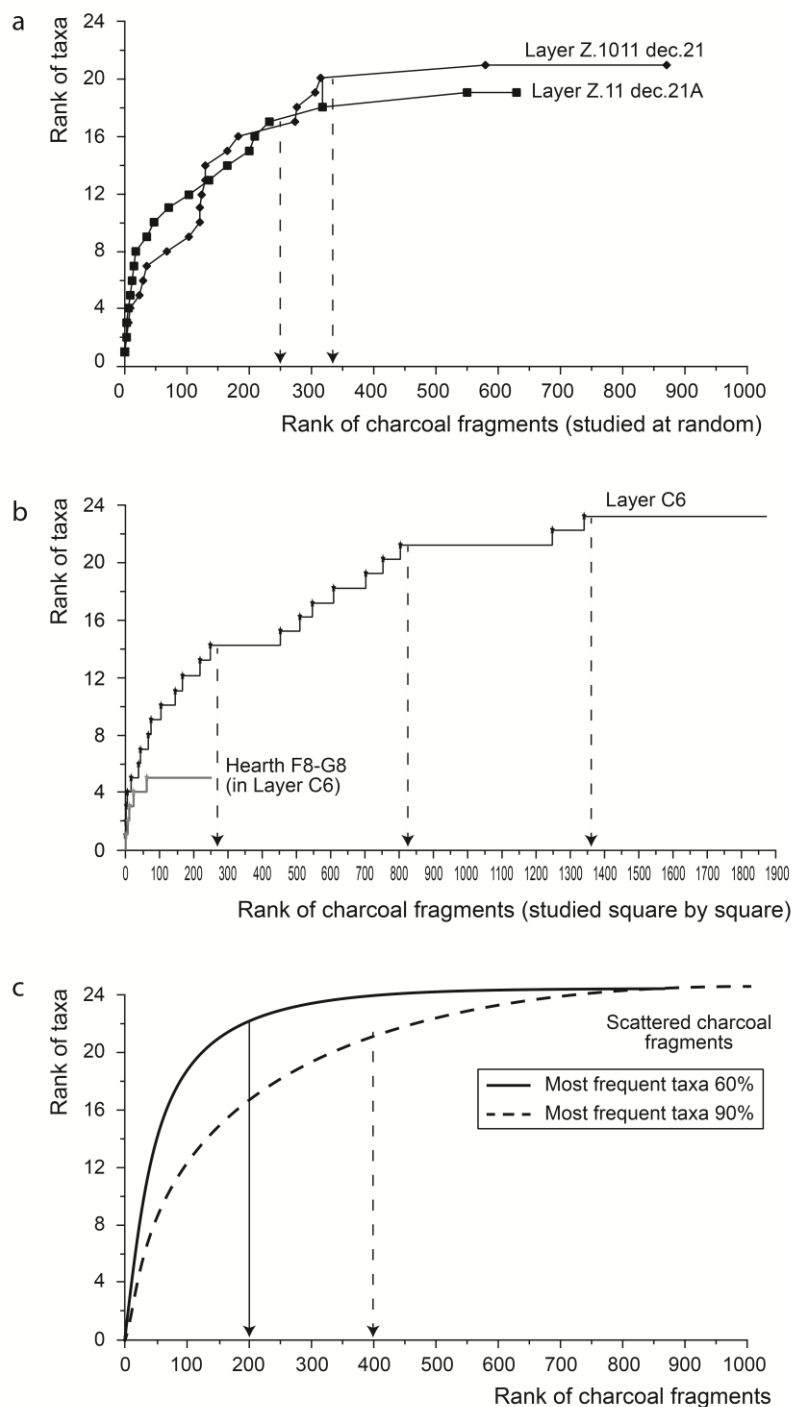 a
Rank of taxa
24
20
16
12
8
4
0
Layer Z.1011 dec.21
Layer Z.11 dec.21A
0 100 200 300 400 500 600 700 800 900 1000
Rank of charcoal fragments (studied at random)
b
Rank of taxa
24
20
16
12
8
4
0
Layer C6
Hearth F8-G8
(in Layer C6)
0 100 200 300 400 500 600 700 800 900 1000 1100 1200 1300 1400 1500 1600 1700 1800 1900
Rank of charcoal fragments (studied square by square)
c
Rank of taxa
24
20
16
12
8
4
0
Scattered charcoal
fragments
Most frequent taxa 60%
Most frequent taxa 90%
0 100 200 300 400 500 600 700 800 900 1000
Rank of charcoal fragments